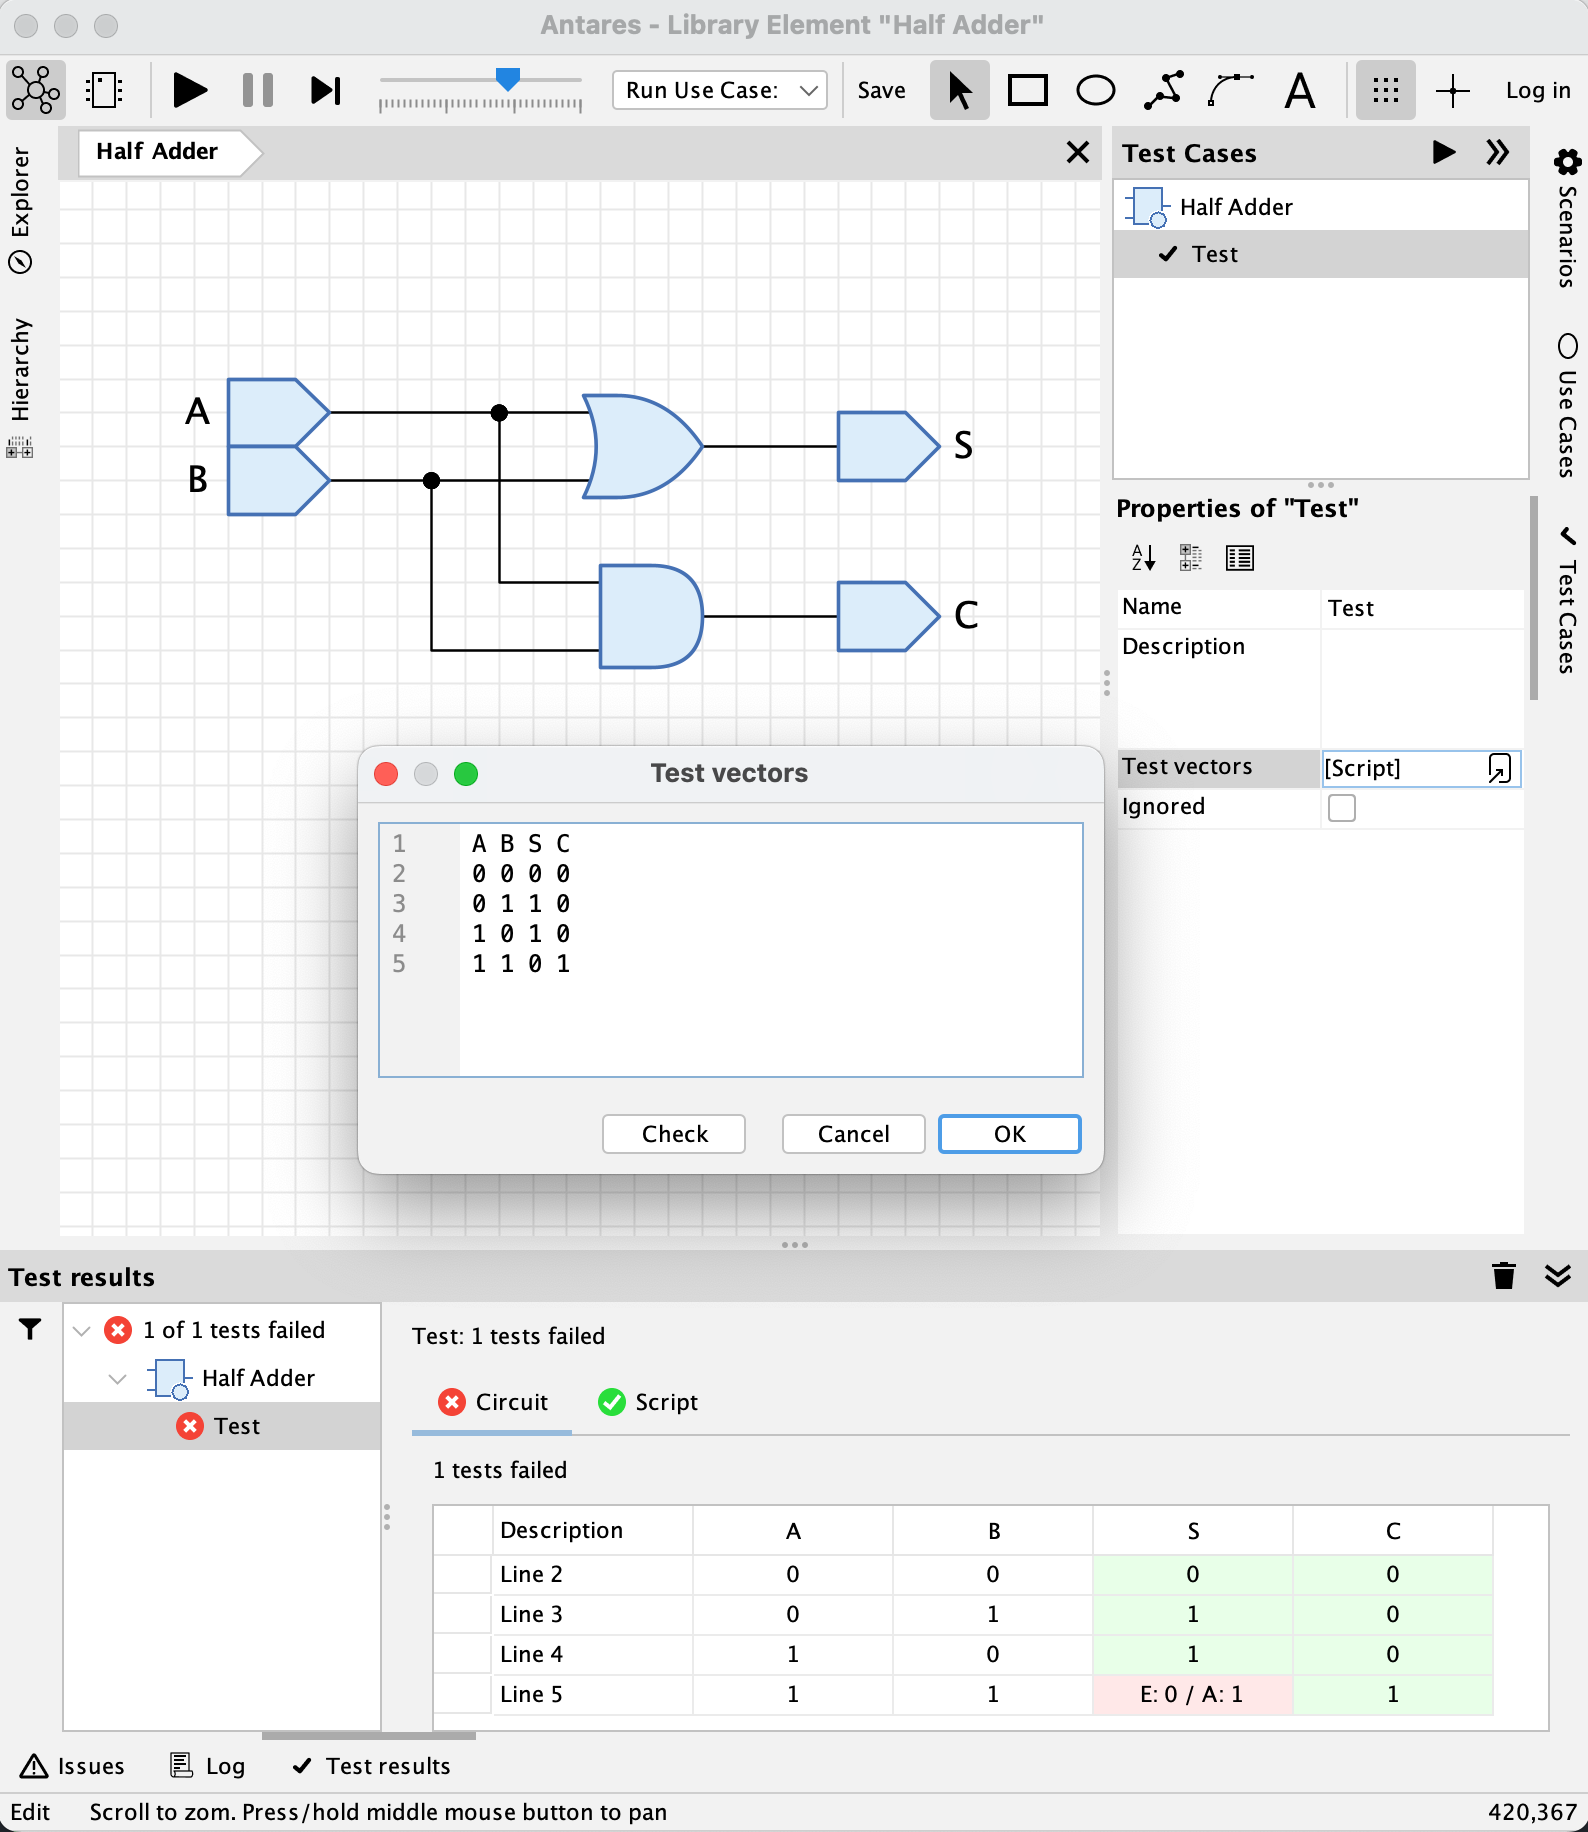 Antares - Library Element "Half Adder"
Run Use Case:
Save
A
Log in
Explorer
Hierarchy
Half Adder
A
B
S
C
Test Cases
Half Adder
Test
Properties of "Test"
A
Z
Name Test
Description
Test vectors [Script]
Ignored
Scenarios
Use Cases
Test Cases
Test vectors
1 A B S C
2 0 0 0 0
3 0 1 1 0
4 1 0 1 0
5 1 1 0 1
Check Cancel OK
Test results
1 of 1 tests failed
Half Adder
Test
Test: 1 tests failed
Circuit Script
1 tests failed
Description A B S C
Line 2 0 0 0 0
Line 3 0 1 1 0
Line 4 1 0 1 0
Line 5 1 1 E: 0 / A: 1 1
Issues Log Test results
Edit Scroll to zom. Press/hold middle mouse button to pan 420,367